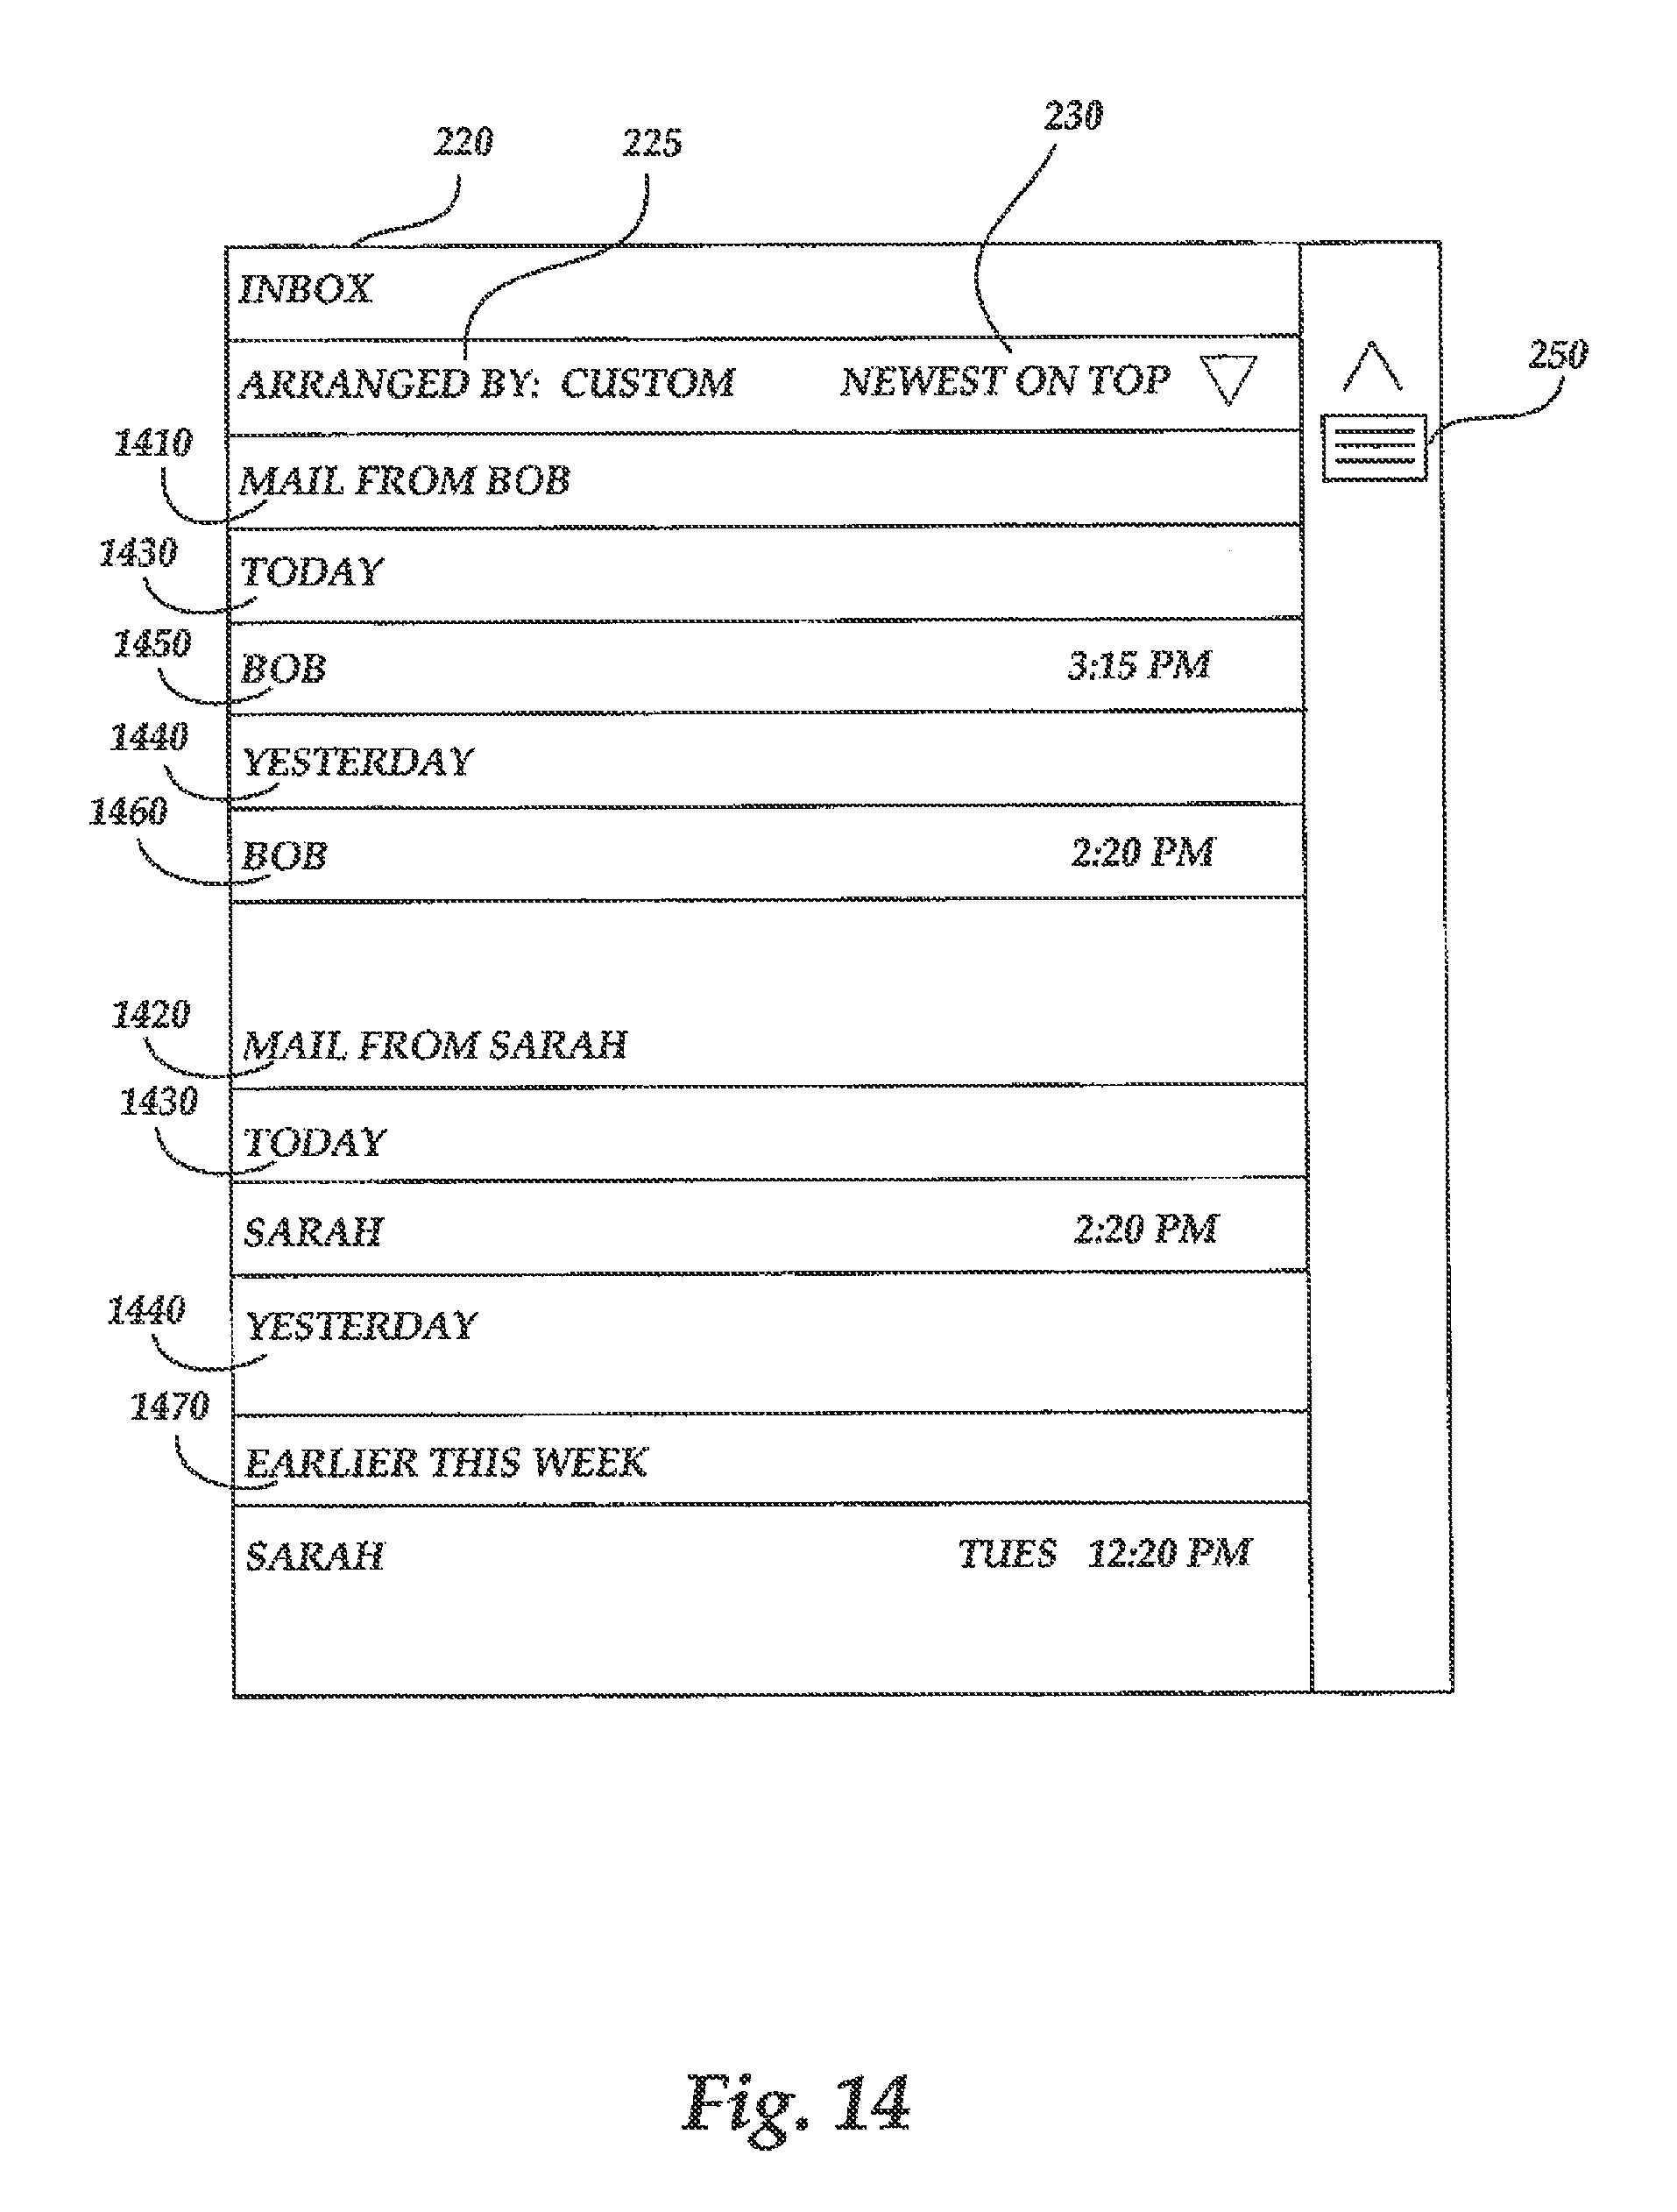 230
220 225
INBOX
250
ARRANGED BY: CUSTOM NEWEST ON TOP
1410
MAIL FROM BOB
1430
TODAY
1450
BOB 3:15 PM
1440
YESTERDAY
1460
BOB 2:20 PM
1420
MAIL FROM SARAH
1430
TODAY
SARAH 2:20 PM
1440
YESTERDAY
1470
EARLIER THIS WEEK
SARAH TUES 12:20 PM
Fig. 14